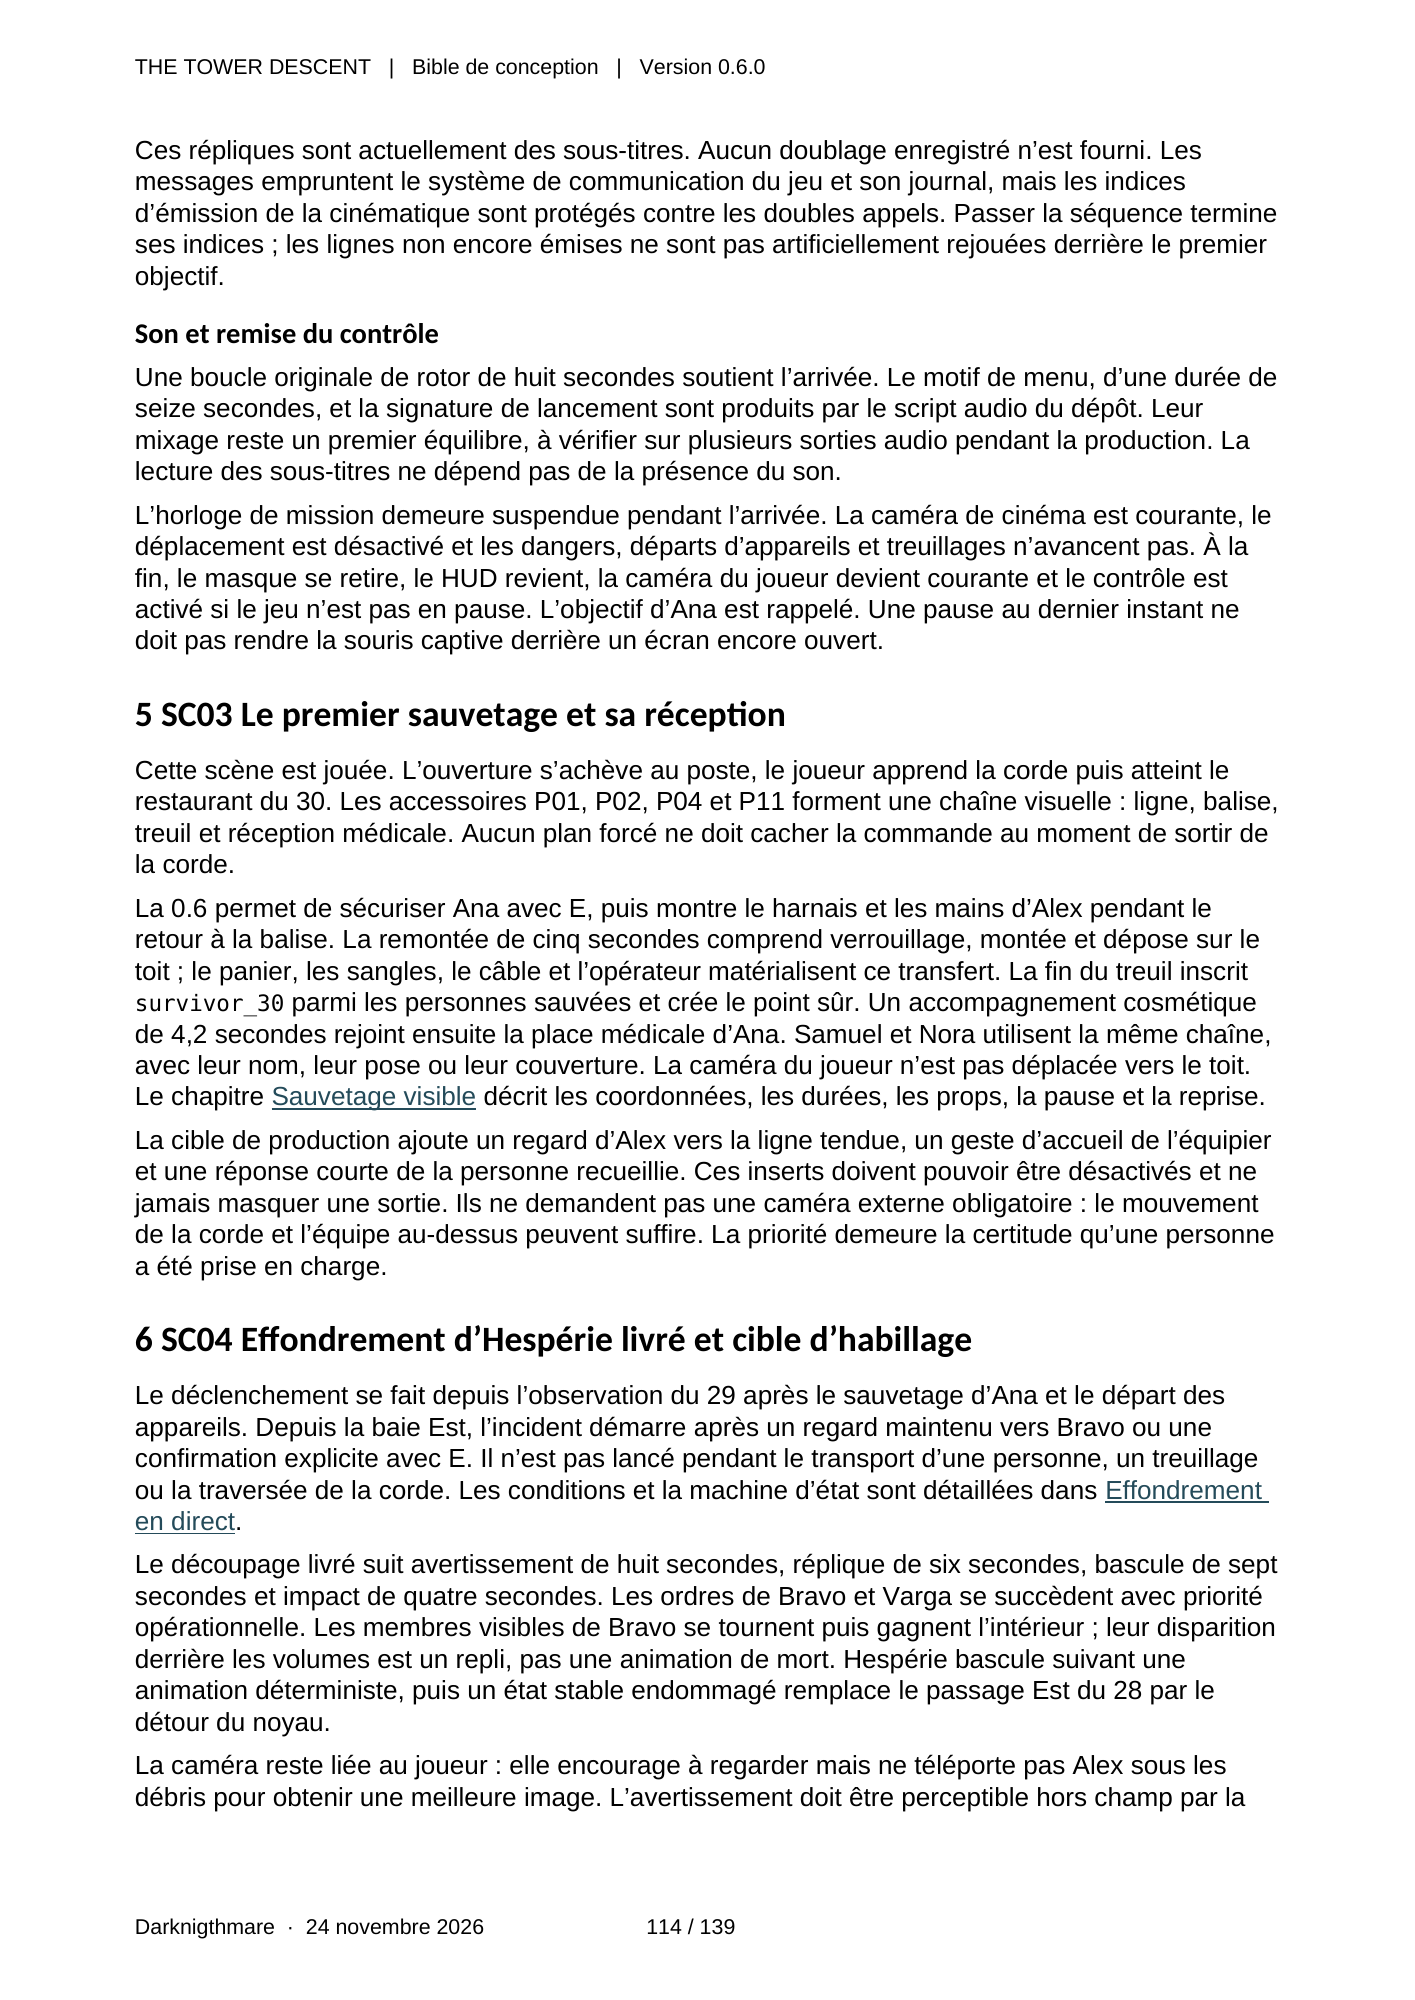 THE TOWER DESCENT | Bible de conception | Version 0.6.0
Ces répliques sont actuellement des sous-titres. Aucun doublage enregistré n’est fourni. Les
messages empruntent le système de communication du jeu et son journal, mais les indices
d’émission de la cinématique sont protégés contre les doubles appels. Passer la séquence termine
ses indices ; les lignes non encore émises ne sont pas artificiellement rejouées derrière le premier
objectif.
Son et remise du contrôle
Une boucle originale de rotor de huit secondes soutient l’arrivée. Le motif de menu, d’une durée de
seize secondes, et la signature de lancement sont produits par le script audio du dépôt. Leur
mixage reste un premier équilibre, à vérifier sur plusieurs sorties audio pendant la production. La
lecture des sous-titres ne dépend pas de la présence du son.
L’horloge de mission demeure suspendue pendant l’arrivée. La caméra de cinéma est courante, le
déplacement est désactivé et les dangers, départs d’appareils et treuillages n’avancent pas. À la
fin, le masque se retire, le HUD revient, la caméra du joueur devient courante et le contrôle est
activé si le jeu n’est pas en pause. L’objectif d’Ana est rappelé. Une pause au dernier instant ne
doit pas rendre la souris captive derrière un écran encore ouvert.
5 SC03 Le premier sauvetage et sa réception
Cette scène est jouée. L’ouverture s’achève au poste, le joueur apprend la corde puis atteint le
restaurant du 30. Les accessoires P01, P02, P04 et P11 forment une chaîne visuelle : ligne, balise,
treuil et réception médicale. Aucun plan forcé ne doit cacher la commande au moment de sortir de
la corde.
La 0.6 permet de sécuriser Ana avec E, puis montre le harnais et les mains d’Alex pendant le
retour à la balise. La remontée de cinq secondes comprend verrouillage, montée et dépose sur le
toit ; le panier, les sangles, le câble et l’opérateur matérialisent ce transfert. La fin du treuil inscrit
survivor_30 parmi les personnes sauvées et crée le point sûr. Un accompagnement cosmétique
de 4,2 secondes rejoint ensuite la place médicale d’Ana. Samuel et Nora utilisent la même chaîne,
avec leur nom, leur pose ou leur couverture. La caméra du joueur n’est pas déplacée vers le toit.
Le chapitre Sauvetage visible décrit les coordonnées, les durées, les props, la pause et la reprise.
La cible de production ajoute un regard d’Alex vers la ligne tendue, un geste d’accueil de l’équipier
et une réponse courte de la personne recueillie. Ces inserts doivent pouvoir être désactivés et ne
jamais masquer une sortie. Ils ne demandent pas une caméra externe obligatoire : le mouvement
de la corde et l’équipe au-dessus peuvent suffire. La priorité demeure la certitude qu’une personne
a été prise en charge.
6 SC04 Effondrement d’Hespérie livré et cible d’habillage
Le déclenchement se fait depuis l’observation du 29 après le sauvetage d’Ana et le départ des
appareils. Depuis la baie Est, l’incident démarre après un regard maintenu vers Bravo ou une
confirmation explicite avec E. Il n’est pas lancé pendant le transport d’une personne, un treuillage
ou la traversée de la corde. Les conditions et la machine d’état sont détaillées dans Effondrement
en direct.
Le découpage livré suit avertissement de huit secondes, réplique de six secondes, bascule de sept
secondes et impact de quatre secondes. Les ordres de Bravo et Varga se succèdent avec priorité
opérationnelle. Les membres visibles de Bravo se tournent puis gagnent l’intérieur ; leur disparition
derrière les volumes est un repli, pas une animation de mort. Hespérie bascule suivant une
animation déterministe, puis un état stable endommagé remplace le passage Est du 28 par le
détour du noyau.
La caméra reste liée au joueur : elle encourage à regarder mais ne téléporte pas Alex sous les
débris pour obtenir une meilleure image. L’avertissement doit être perceptible hors champ par la
Darknigthmare · 24 novembre 2026 114 / 139